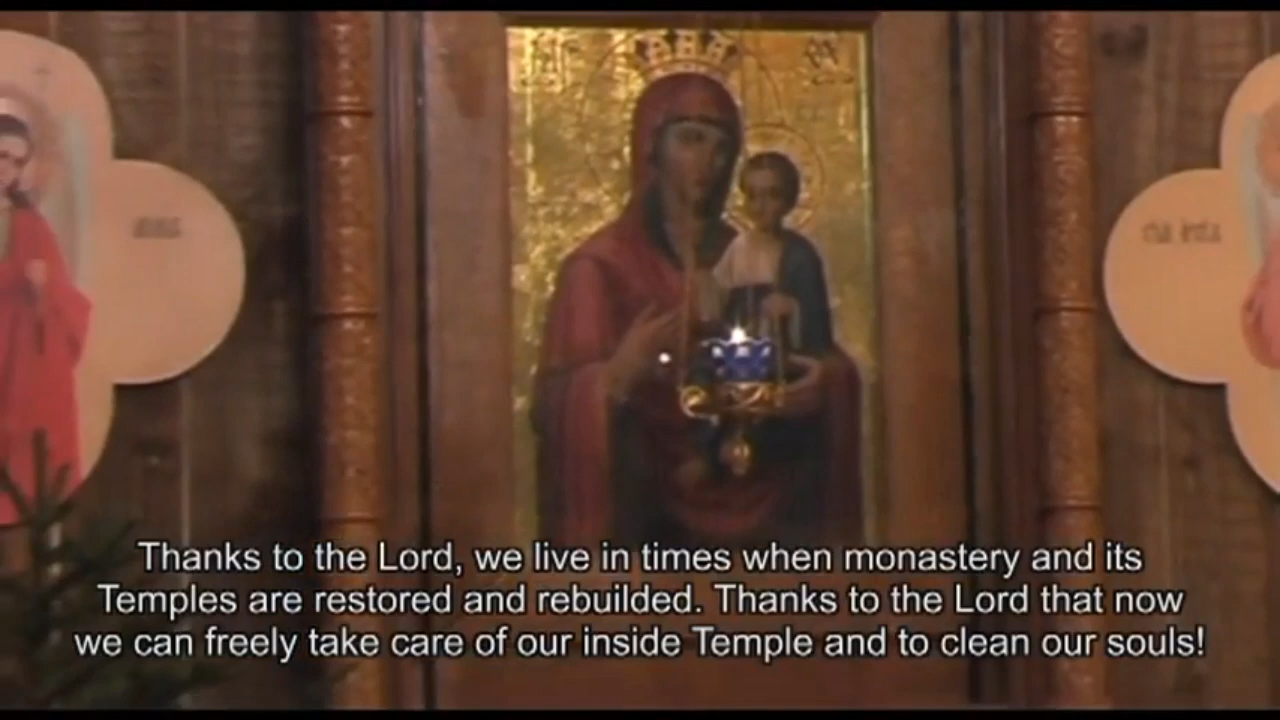 Thanks to the Lord, we live in times when monastery and its
Temples are restored and rebuilded. Thanks to the Lord that now
we can freely take care of our inside Temple and to clean our souls!